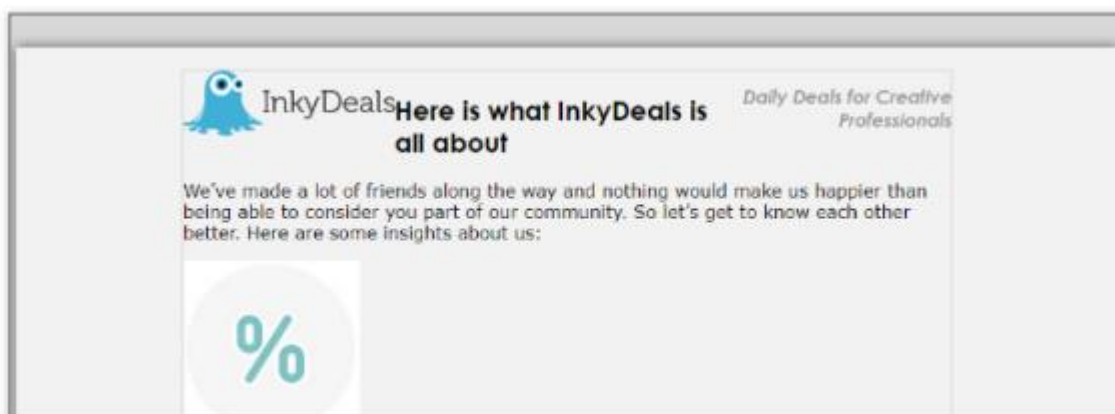 InkyDeals
Here is what InkyDeals is
all about
Daily Deals for Creative
Professionals
We've made a lot of friends along the way and nothing would make us happier than
being able to consider you part of our community. So let's get to know each other
better. Here are some insights about us:
%